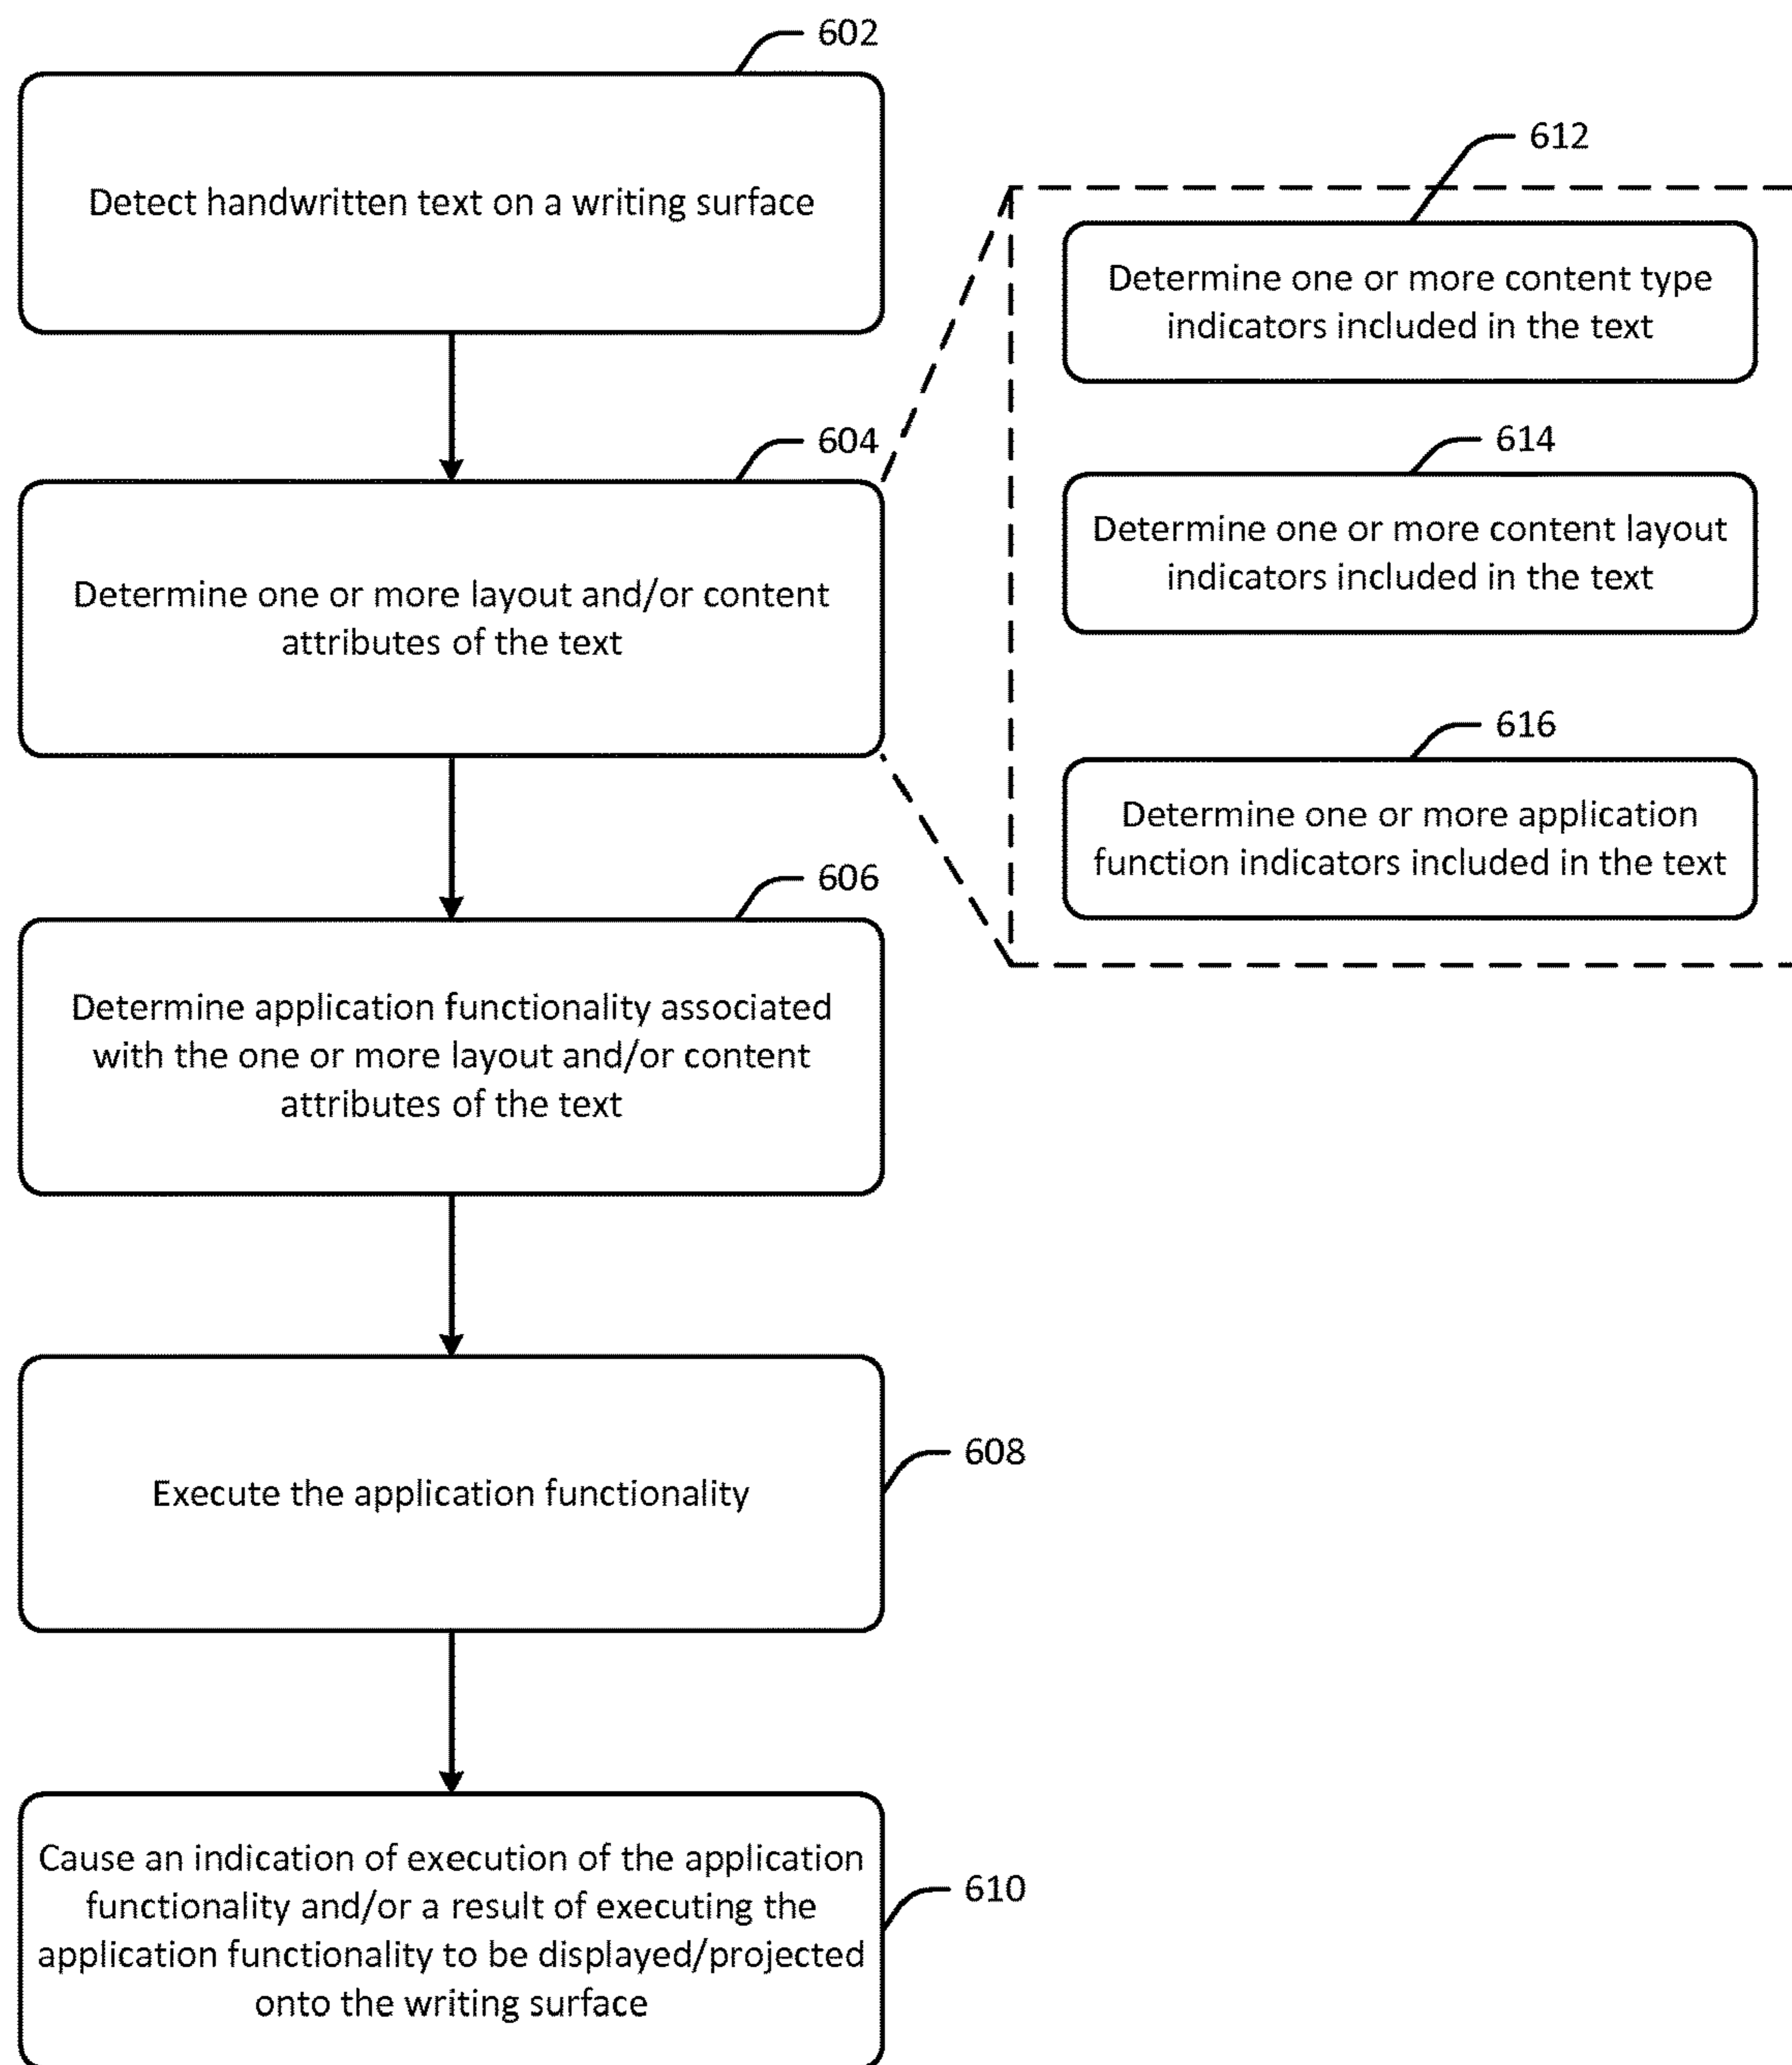 602
Detect handwritten text on a writing surface
604
Determine one or more layout and/or content
attributes of the text
612
Determine one or more content type
indicators included in the text
614
Determine one or more content layout
indicators included in the text
616
Determine one or more application
function indicators included in the text
606
Determine application functionality associated
with the one or more layout and/or content
attributes of the text
608
Execute the application functionality
610
Cause an indication of execution of the application
functionality and/or a result of executing the
application functionality to be displayed/projected
onto the writing surface